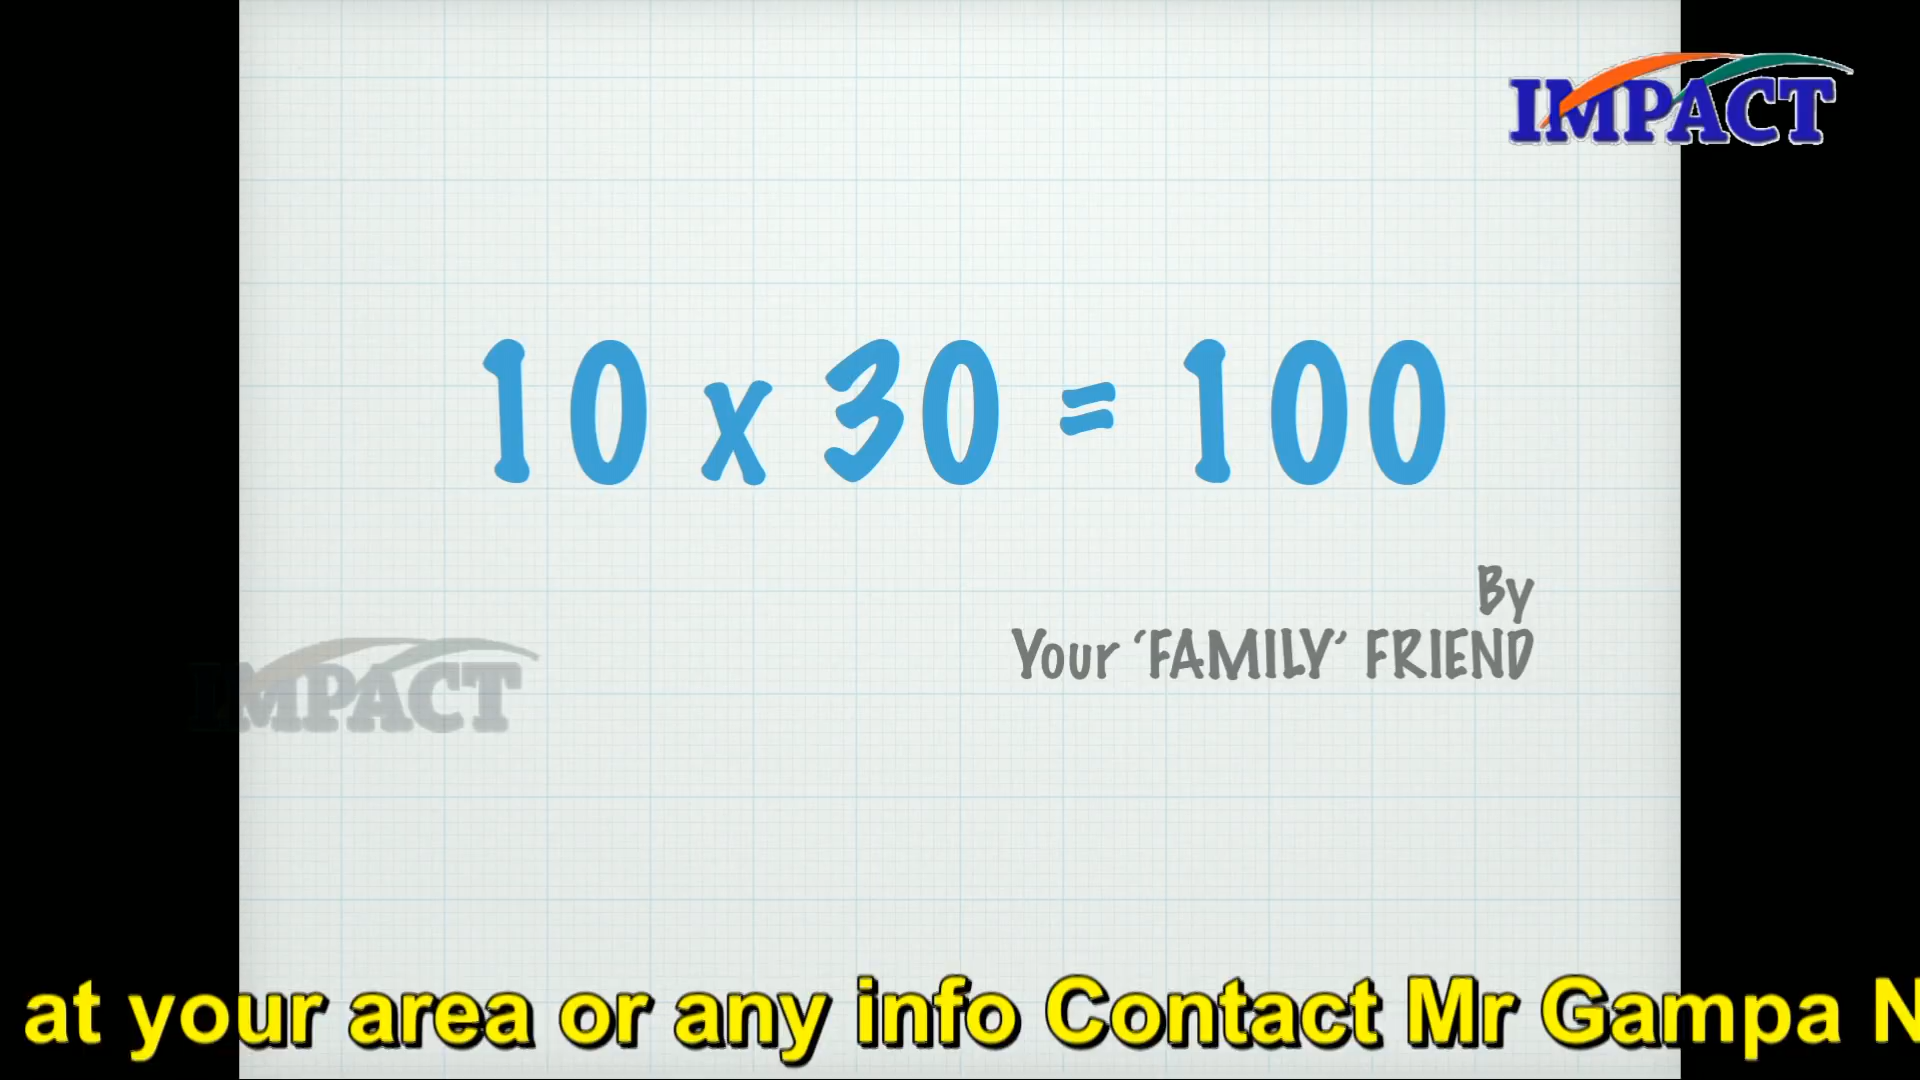 IMPACT
10 x 30 = 100
By
Your ‘FAMILY’ FRIEND
IMPACT
at your area or any info Contact Mr Gampa N